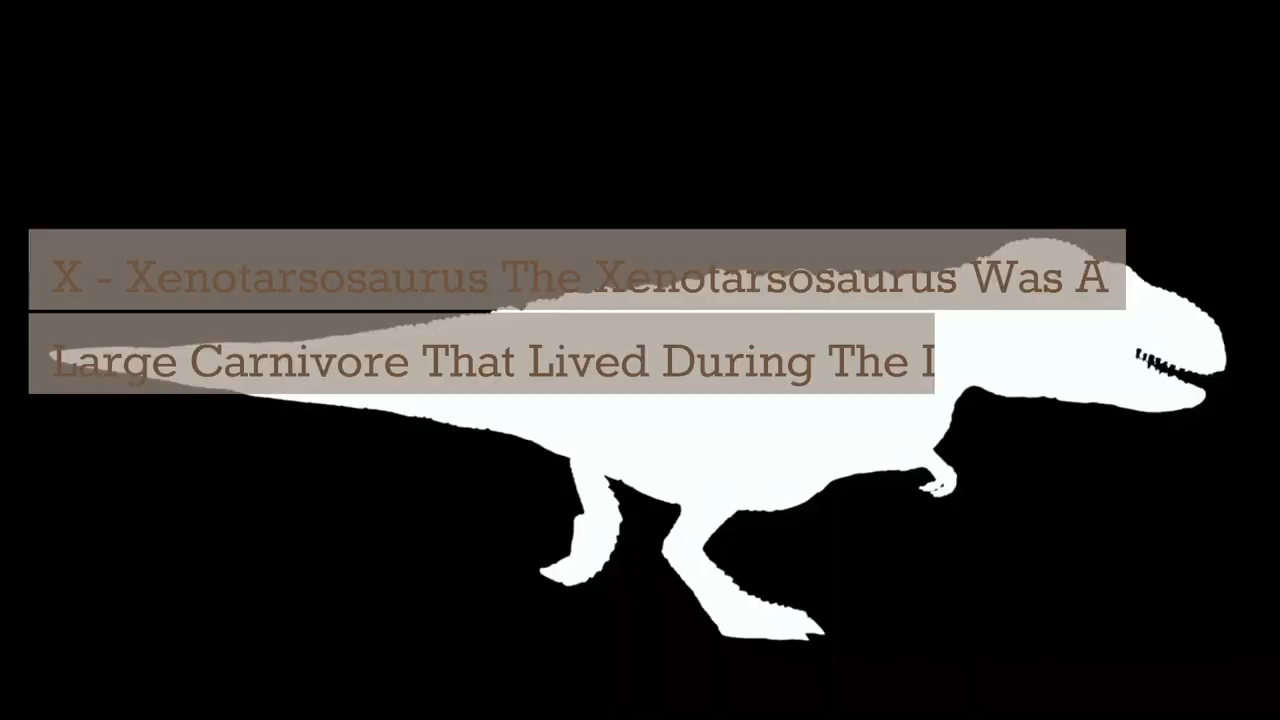 X - Xenotarsosaurus The Xenotarsosaurus Was A
Large Carnivore That Lived During The